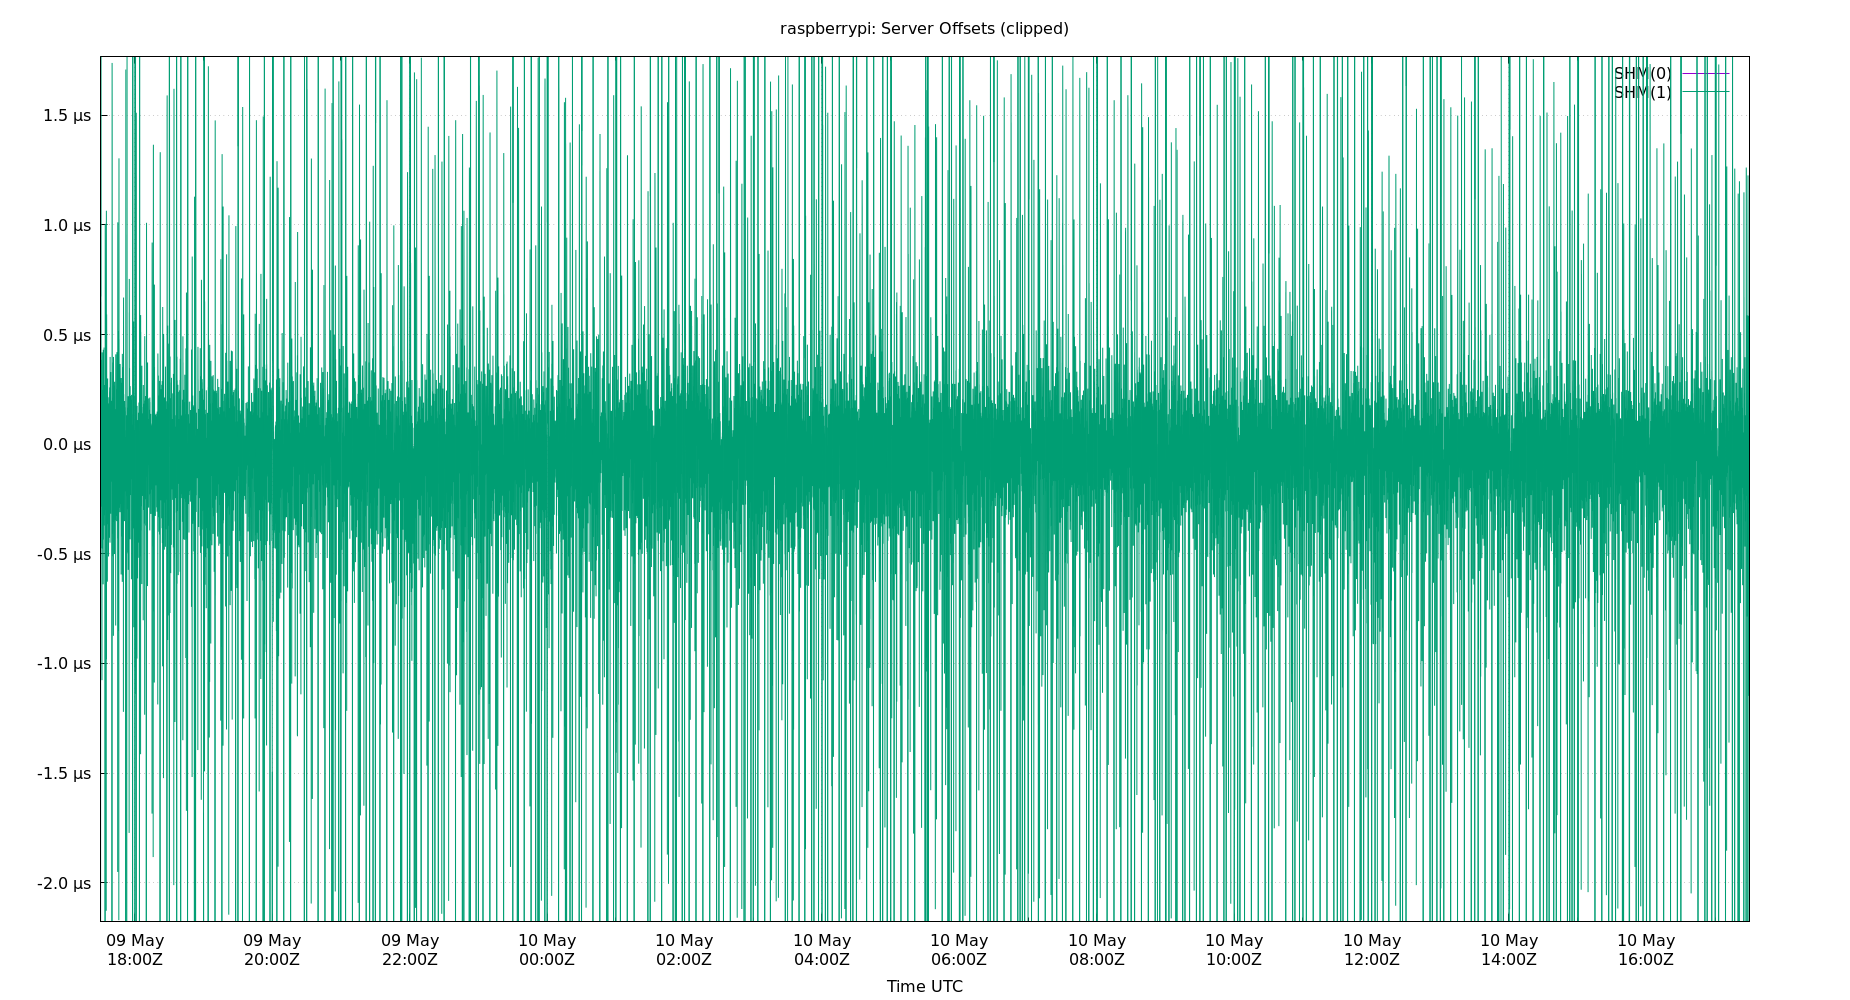 raspberrypi: Server Offsets (clipped)
SHM(0)
SHM(1)
1.5 µs
1.0 µs
0.5 µs
0.0 µs
-0.5 µs
-1.0 µs
-1.5 µs
-2.0 µs
09 May 09 May 09 May 10 May 10 May 10 May 10 May 10 May 10 May 10 May 10 May 10 May
18:00Z 20:00Z 22:00Z 00:00Z 02:00Z 04:00Z 06:00Z 08:00Z 10:00Z 12:00Z 14:00Z 16:00Z
Time UTC